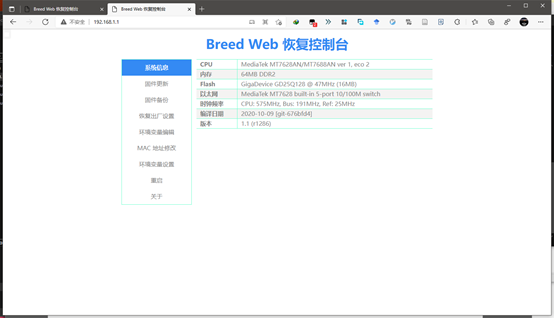 Breed Web 恢复控制台
Breed Web 恢复控制台
不安全 | 192.168.1.1
Breed Web 恢复控制台
系统信息
固件更新
固件备份
恢复出厂设置
环境变量编辑
MAC 地址修改
环境变量设置
重启
关于
CPU MediaTek MT7628AN/MT7688AN ver 1, eco 2
内存 64MB DDR2
Flash GigaDevice GD25Q128 @ 47MHz (16MB)
以太网 MediaTek MT7628 built-in 5-port 10/100M switch
时钟频率 CPU: 575MHz, Bus: 191MHz, Ref: 25MHz
编译日期 2020-10-09 [git-676bfd4]
版本 1.1 (r1286)